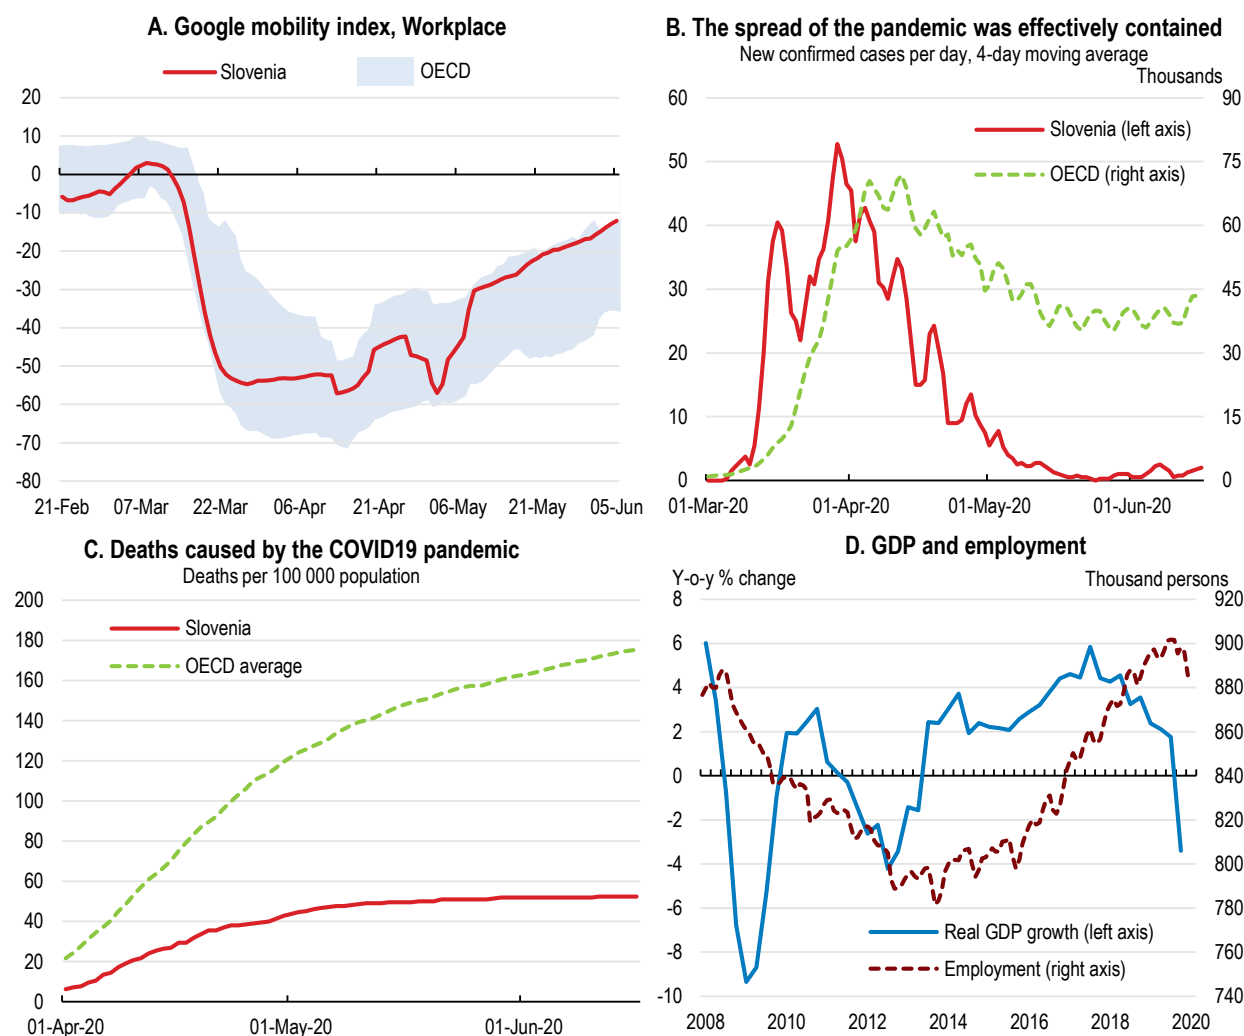 A. Google mobility index, Workplace
Slovenia
OECD
20
10
0
-10
-20
-30
-40
-50
-60
-70
-80
21-Feb 07-Mar 22-Mar 06-Apr 21-Apr 06-May 21-May 05-Jun
B. The spread of the pandemic was effectively contained
New confirmed cases per day, 4-day moving average
Thousands
60 90
Slovenia (left axis)
50 75
OECD (right axis)
40 60
30 45
20 30
10 15
0 0
01-Mar-20 01-Apr-20 01-May-20 01-Jun-20
C. Deaths caused by the COVID19 pandemic
Deaths per 100 000 population
200
Slovenia
180
OECD average
160
140
120
100
80
60
40
20
0
01-Apr-20 01-May-20 01-Jun-20
D. GDP and employment
Y-o-y % change Thousand persons
8 920
6 900
4 880
2 860
0 840
-2 820
-4 800
-6 780
Real GDP growth (left axis)
-8 760
Employment (right axis)
-10 740
2008 2010 2012 2014 2016 2018 2020